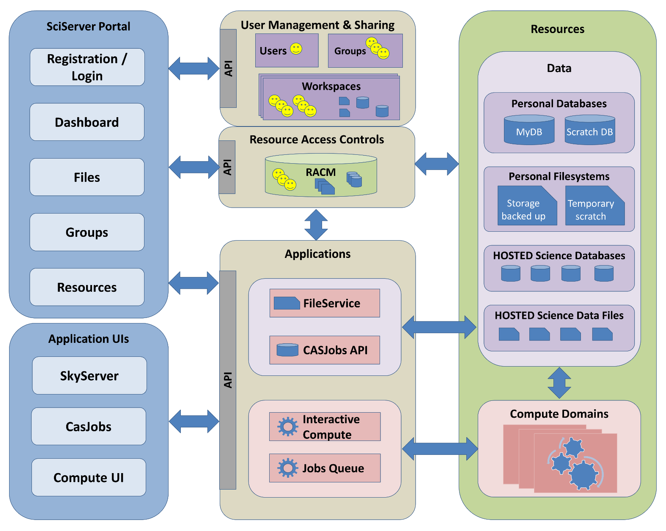 SciServer Portal
Registration /
Login
Dashboard
Files
Groups
Resources
Application UIs
SkyServer
CasJobs
Compute UI
User Management & Sharing
API
Users
Groups
Workspaces
Resource Access Controls
API
RACM
Applications
API
FileService
CASJobs API
Interactive
Compute
Jobs Queue
Resources
Data
Personal Databases
MyDB
Scratch DB
Personal Filesystems
Storage
backed up
Temporary
scratch
HOSTED Science Databases
HOSTED Science Data Files
Compute Domains